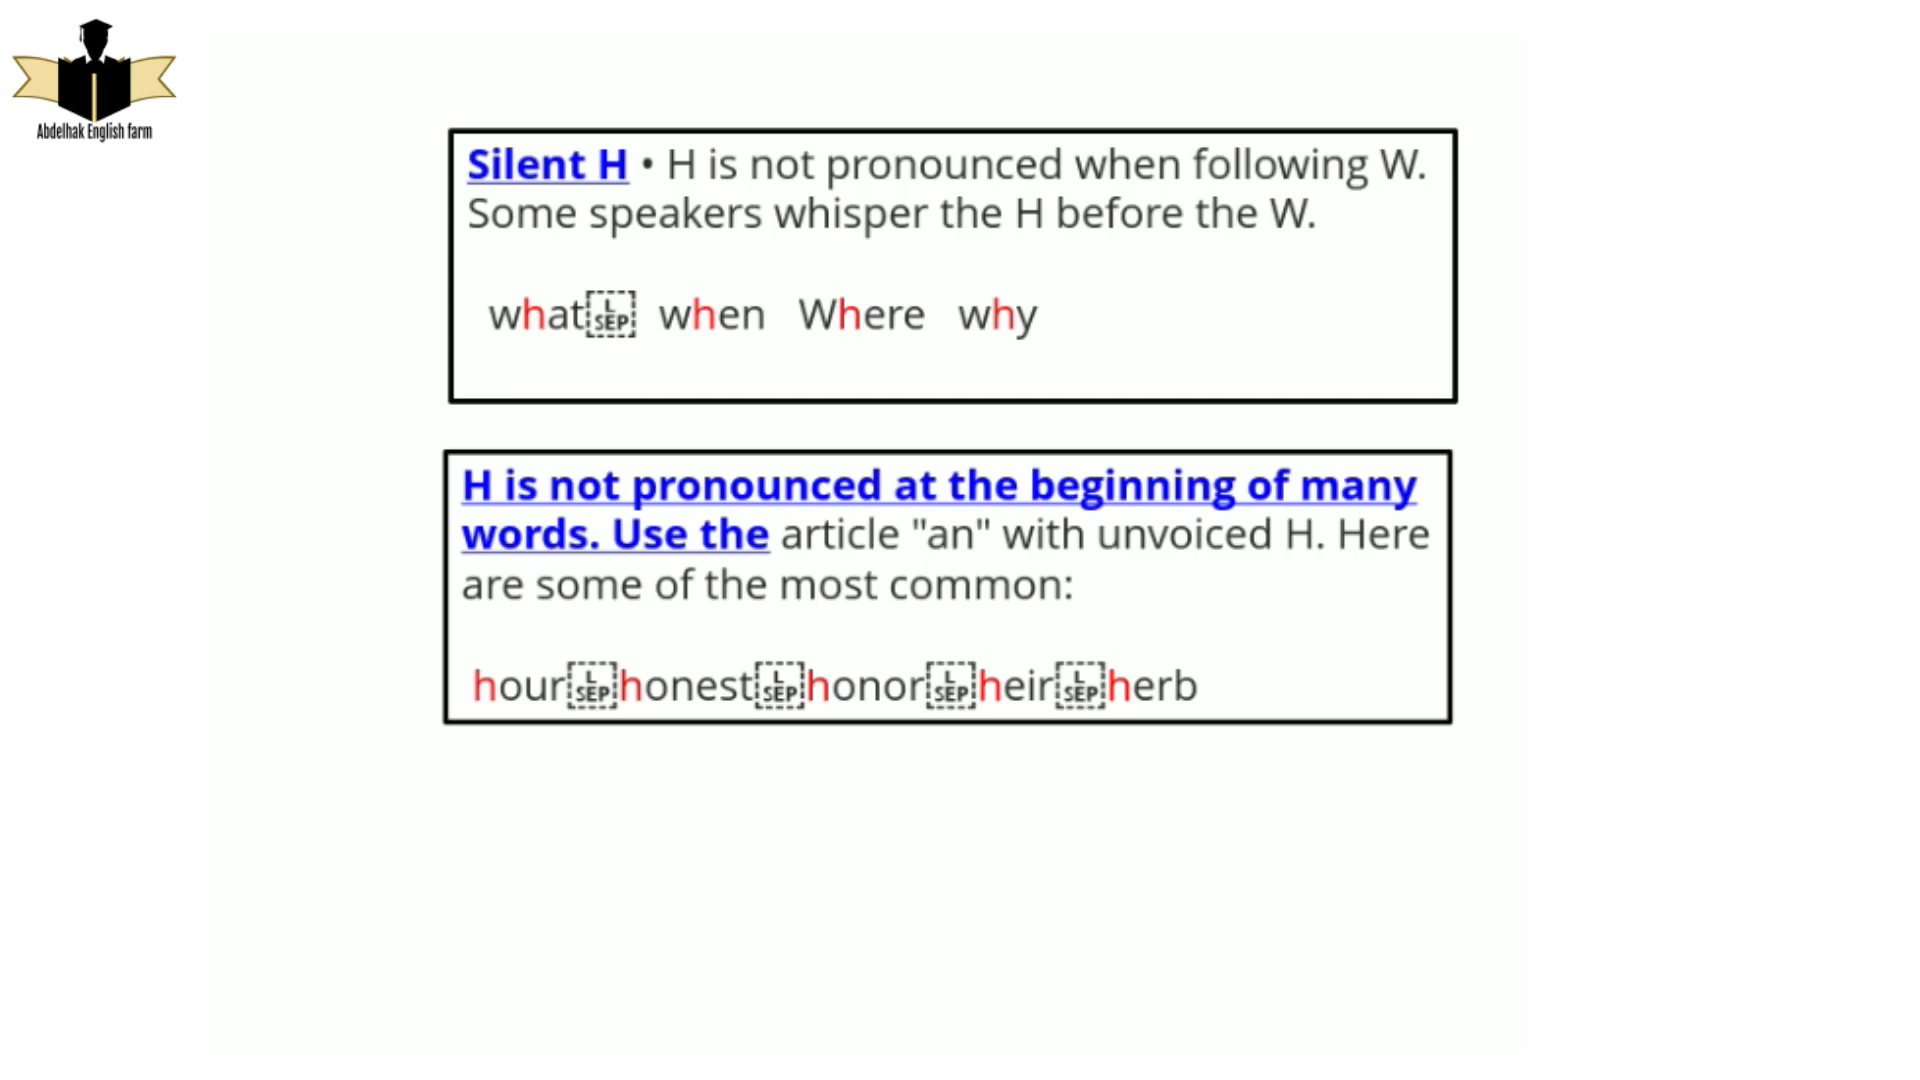 Abdelhak English farm
Silent H • H is not pronounced when following W.
Some speakers whisper the H before the W.
what when Where why
H is not pronounced at the beginning of many
words. Use the article "an" with unvoiced H. Here
are some of the most common:
hour honest honor heir herb